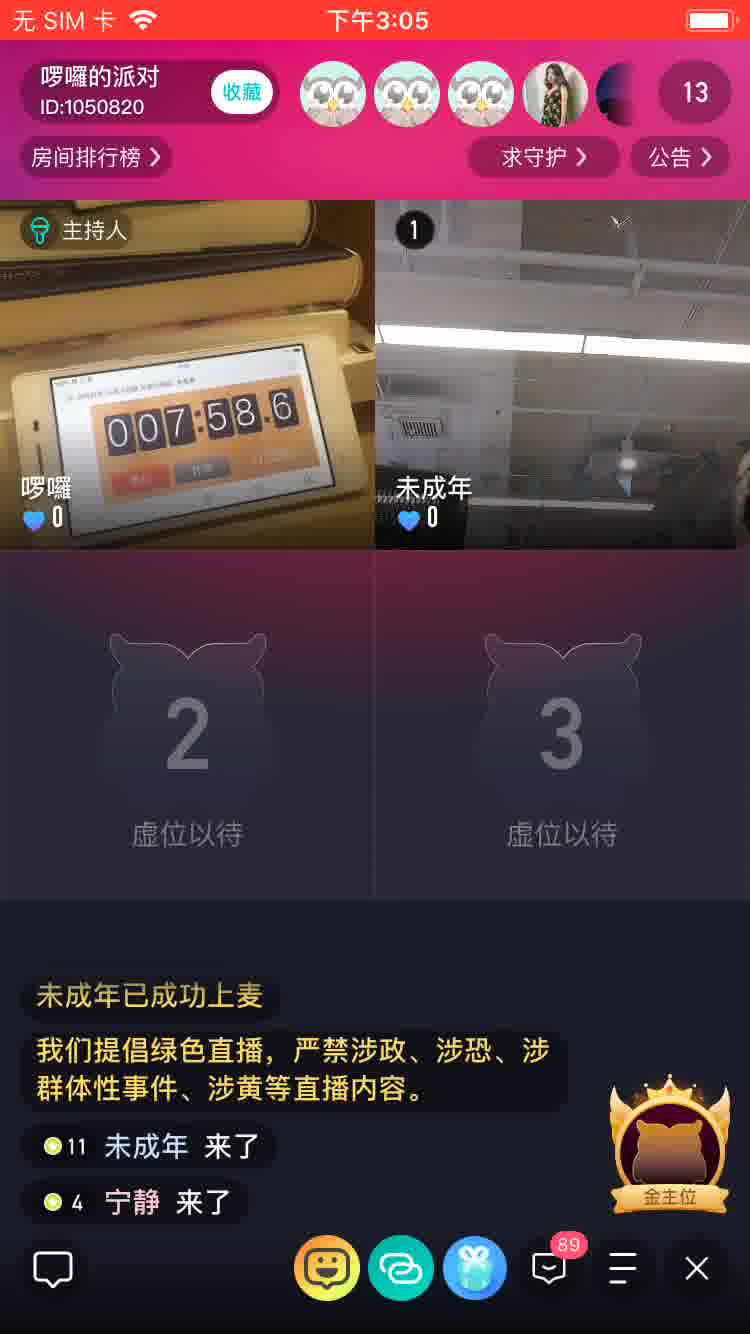 无 SIM 卡
下午3:05
啰囉的派对
ID:1050820
收藏
13
房间排行榜
求守护
公告
主持人
1
007:58.6
啰囉
0
未成年
0
2
3
虚位以待
虚位以待
未成年已成功上麦
我们提倡绿色直播，严禁涉政、涉恐、涉
群体性事件、涉黄等直播内容。
11 未成年 来了
4 宁静 来了
金主位
89